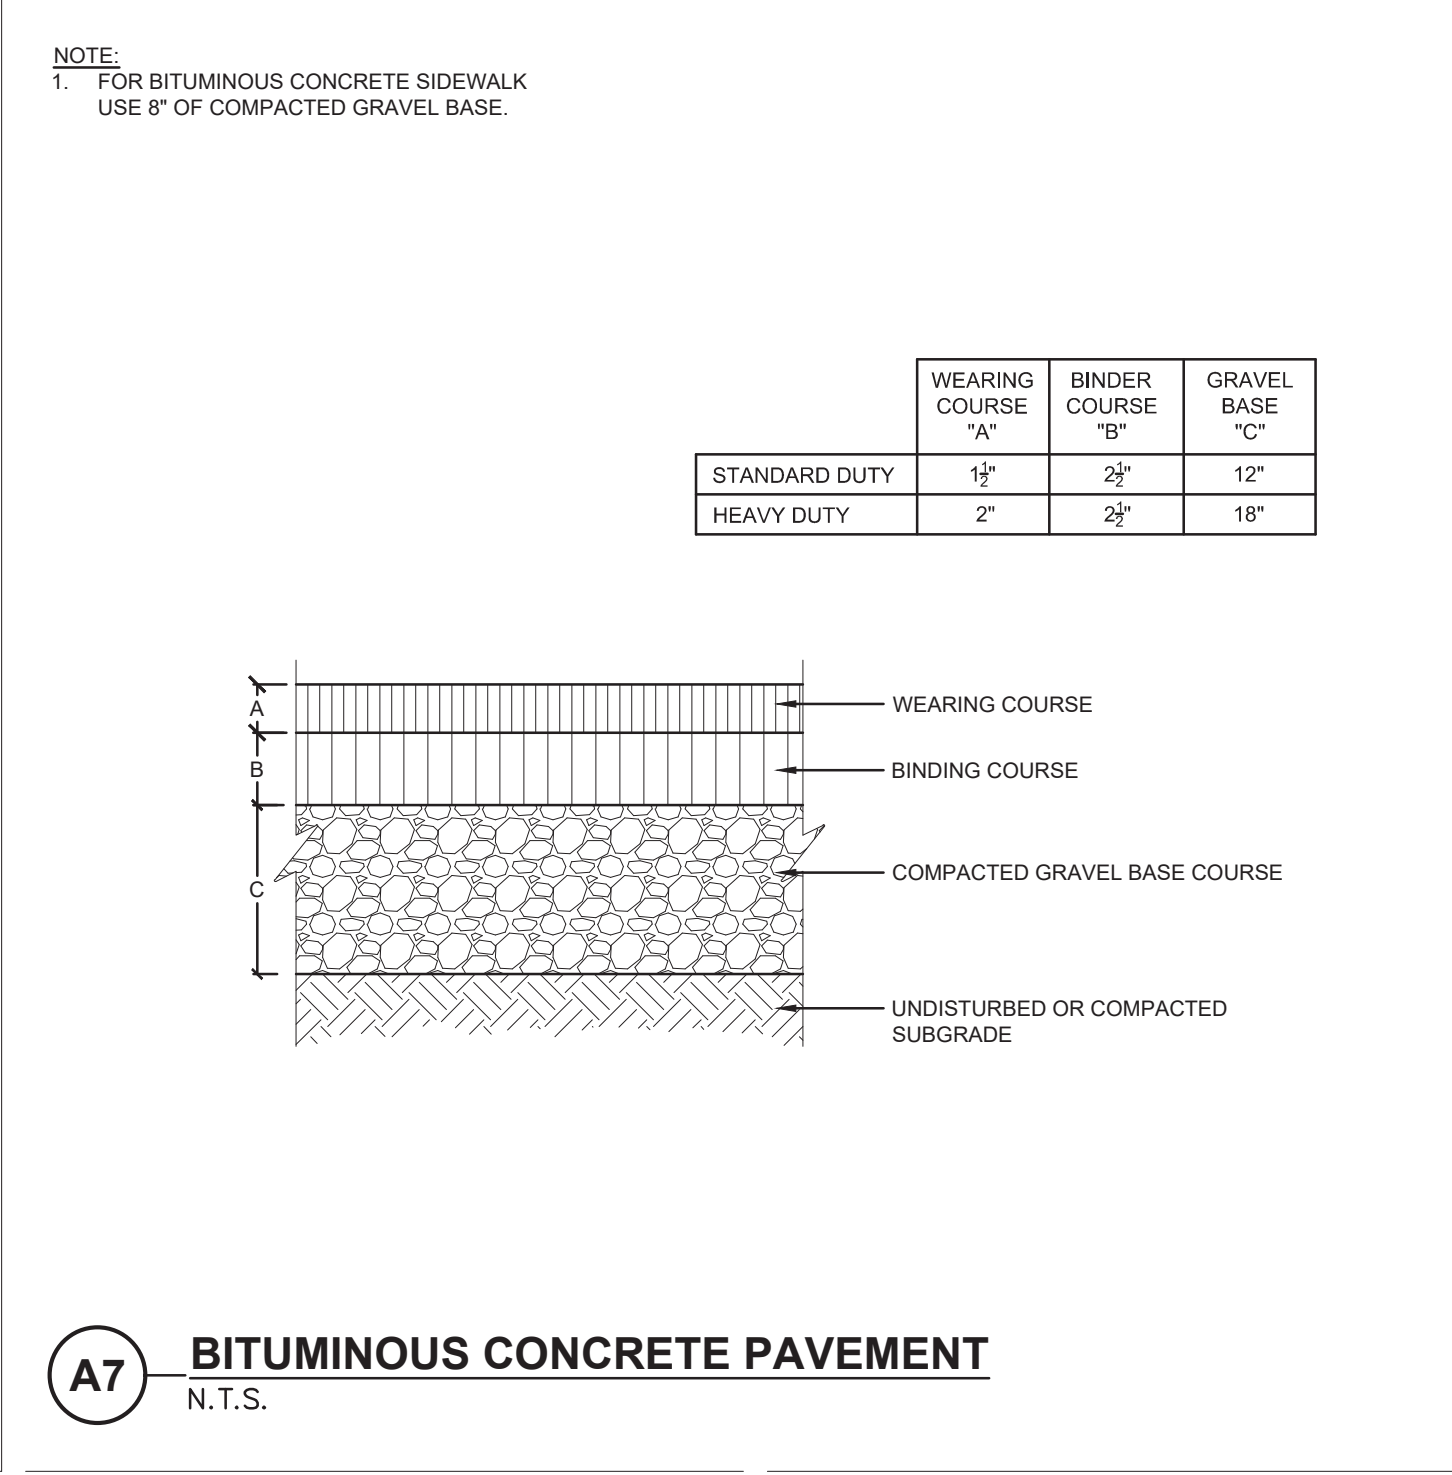 NOTE:
1. FOR BITUMINOUS CONCRETE SIDEWALK
USE 8" OF COMPACTED GRAVEL BASE.
WEARING COURSE "A" BINDER COURSE "B" GRAVEL BASE "C"
STANDARD DUTY 1½" 2½" 12"
HEAVY DUTY 2" 2½" 18"
A
WEARING COURSE
B
BINDING COURSE
C
COMPACTED GRAVEL BASE COURSE
UNDISTURBED OR COMPACTED
SUBGRADE
A7
BITUMINOUS CONCRETE PAVEMENT
N.T.S.